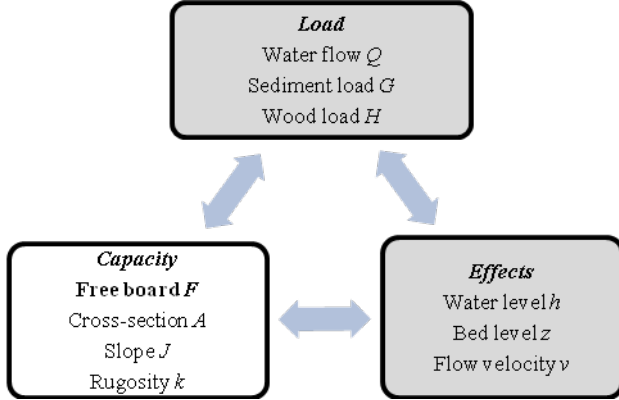 Load
Water flow Q
Sediment load G
Wood load H
Capacity
Free board F
Cross-section A
Slope J
Rugosity k
Effects
Water level h
Bed level z
Flow velocity v